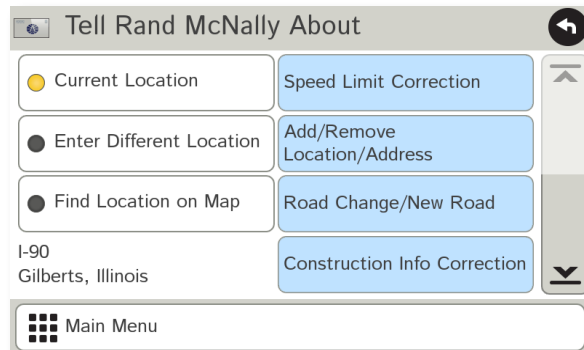 Tell Rand McNally About
Current Location
Enter Different Location
Find Location on Map
I-90
Gilberts, Illinois
Speed Limit Correction
Add/Remove
Location/Address
Road Change/New Road
Construction Info Correction
Main Menu